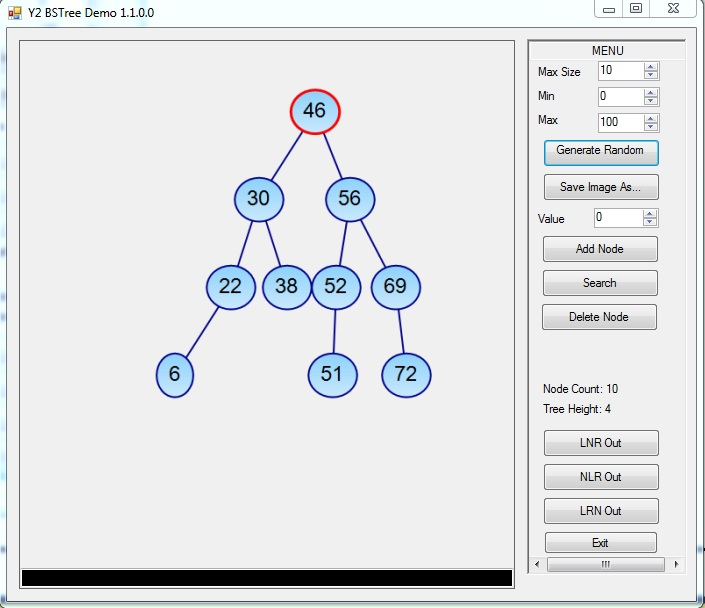 Y2 BSTree Demo 1.1.0.0
46
30 56
22 38 52 69
6 51 72
MENU
Max Size 10
Min 0
Max 100
Generate Random
Save Image As...
Value 0
Add Node
Search
Delete Node
Node Count: 10
Tree Height: 4
LNR Out
NLR Out
LRN Out
Exit